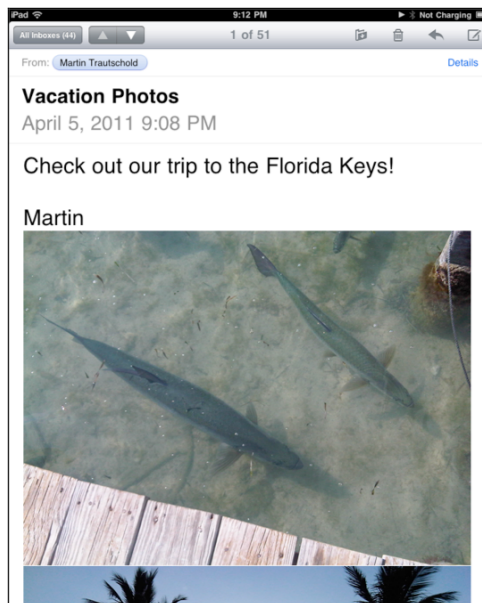 iPad 9:12 PM Not Charging
All Inboxes (44) 1 of 51
From: Martin Trautschold Details
Vacation Photos
April 5, 2011 9:08 PM
Check out our trip to the Florida Keys!
Martin